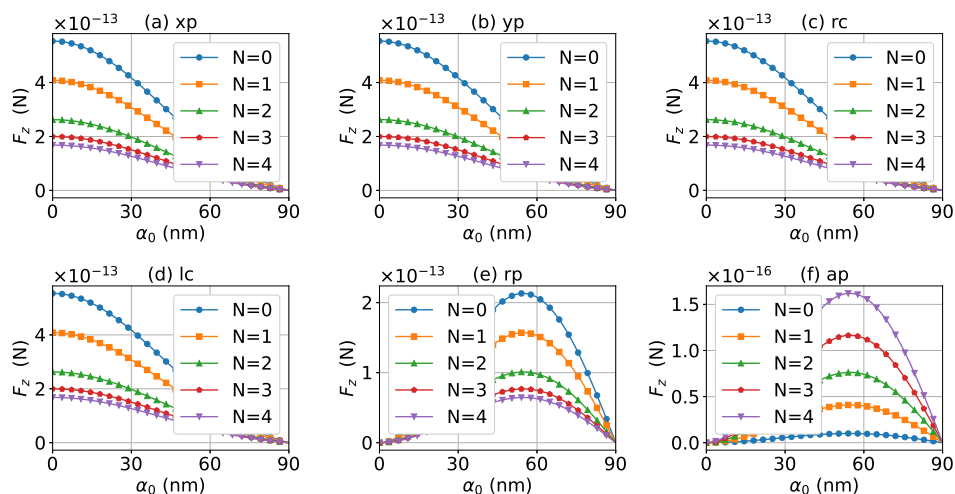 ×10⁻¹³ (a) xp
F_z (N)
4
2
0
N=0
N=1
N=2
N=3
N=4
0 30 60 90
α₀ (nm)
×10⁻¹³ (b) yp
F_z (N)
4
2
0
N=0
N=1
N=2
N=3
N=4
0 30 60 90
α₀ (nm)
×10⁻¹³ (c) rc
F_z (N)
4
2
0
N=0
N=1
N=2
N=3
N=4
0 30 60 90
α₀ (nm)
×10⁻¹³ (d) lc
F_z (N)
4
2
0
N=0
N=1
N=2
N=3
N=4
0 30 60 90
α₀ (nm)
×10⁻¹³ (e) rp
F_z (N)
2
1
0
N=0
N=1
N=2
N=3
N=4
0 30 60 90
α₀ (nm)
×10⁻¹⁶ (f) ap
F_z (N)
1.5
1.0
0.5
0.0
N=0
N=1
N=2
N=3
N=4
0 30 60 90
α₀ (nm)